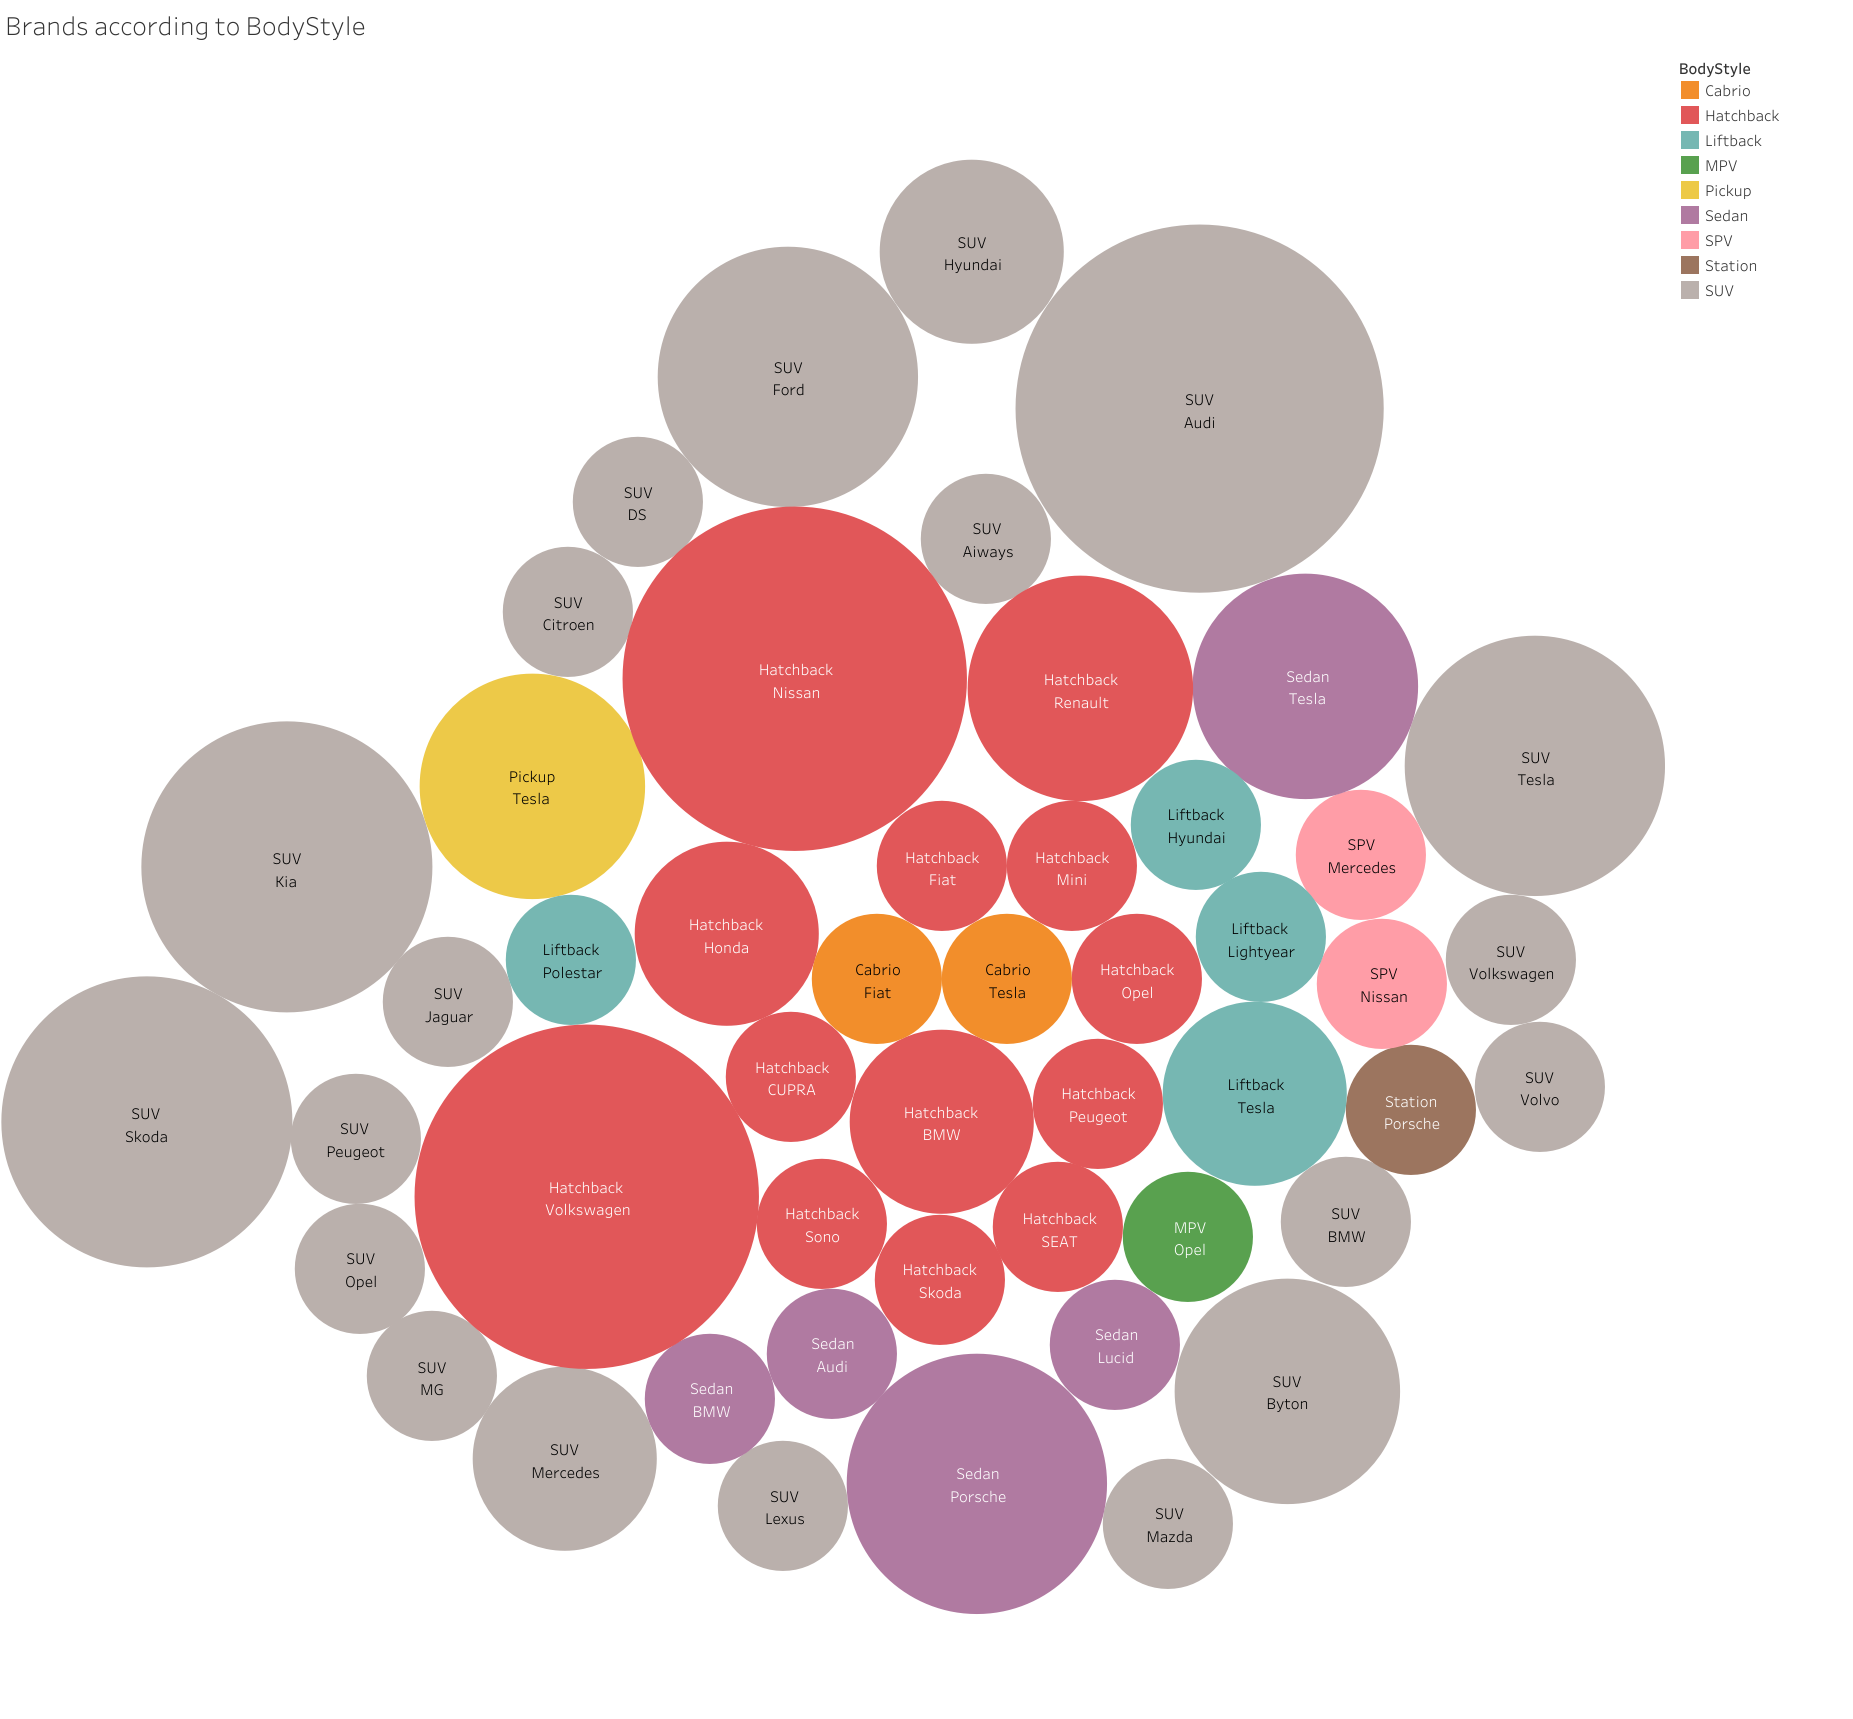 Brands according to BodyStyle
BodyStyle
Cabrio
Hatchback
Liftback
MPV
Pickup
Sedan
SPV
Station
SUV
SUV
Hyundai
SUV
Ford
SUV
Audi
SUV
DS
SUV
Aiways
SUV
Citroen
Hatchback
Nissan
Hatchback
Renault
Sedan
Tesla
SUV
Tesla
Pickup
Tesla
Liftback
Hyundai
SUV
Kia
Hatchback
Fiat
Hatchback
Mini
SPV
Mercedes
Hatchback
Honda
Liftback
Lightyear
Liftback
Polestar
SUV
Volkswagen
Cabrio
Fiat
Cabrio
Tesla
Hatchback
Opel
SPV
Nissan
SUV
Jaguar
Hatchback
CUPRA
SUV
Volvo
Liftback
Tesla
Hatchback
Peugeot
Station
Porsche
SUV
Skoda
Hatchback
BMW
SUV
Peugeot
Hatchback
Volkswagen
Hatchback
Sono
Hatchback
SEAT
SUV
BMW
MPV
Opel
SUV
Opel
Hatchback
Skoda
Sedan
Lucid
Sedan
Audi
SUV
MG
SUV
Byton
Sedan
BMW
SUV
Mercedes
Sedan
Porsche
SUV
Lexus
SUV
Mazda